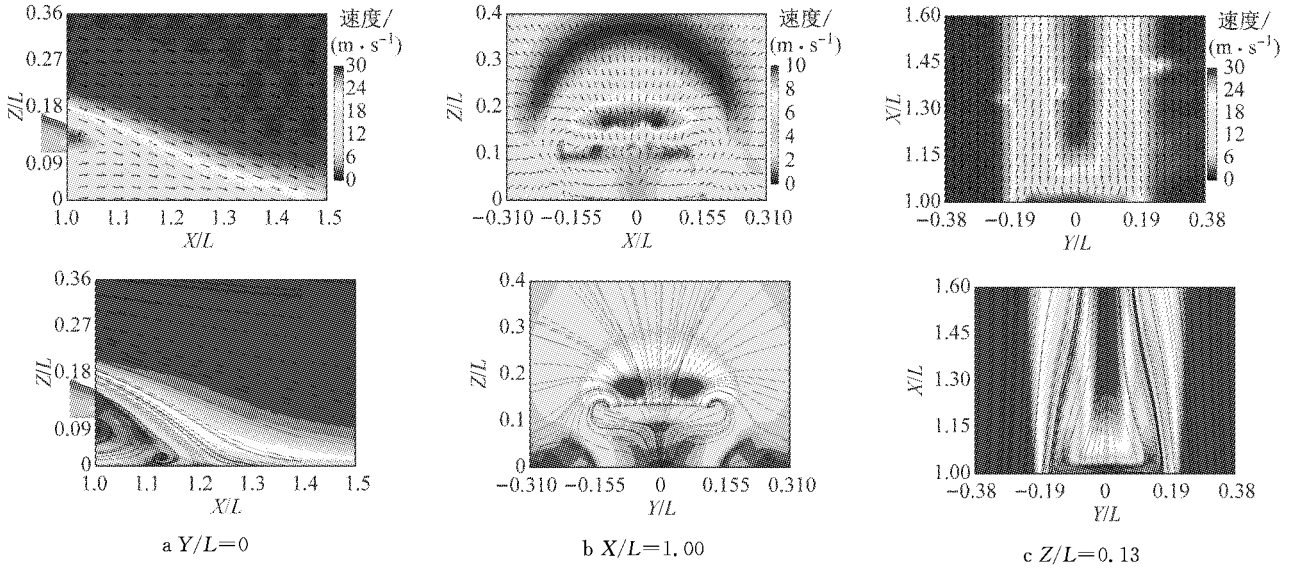 速度/
(m·s⁻¹)
0.36
0.27
0.18
0.09
0
Z/L
1.0 1.1 1.2 1.3 1.4 1.5
X/L
30
24
18
12
6
0
0.4
0.3
0.2
0.1
0
Z/L
-0.310 -0.155 0 0.155 0.310
X/L
速度/
(m·s⁻¹)
10
8
6
4
2
0
1.60
1.45
1.30
1.15
1.00
X/L
-0.38 -0.19 0 0.19 0.38
Y/L
速度/
(m·s⁻¹)
30
24
18
12
6
0
0.36
0.27
0.18
0.09
0
Z/L
1.0 1.1 1.2 1.3 1.4 1.5
X/L
a Y/L=0
0.4
0.3
0.2
0.1
0
Z/L
-0.310 -0.155 0 0.155 0.310
Y/L
b X/L=1.00
1.60
1.45
1.30
1.15
1.00
X/L
-0.38 -0.19 0 0.19 0.38
Y/L
c Z/L=0.13